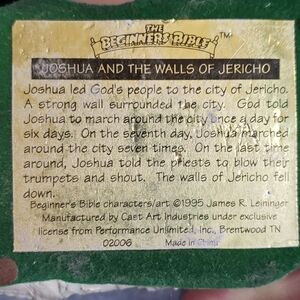 THE
BEGINNERS BIBLE™
JOSHUA AND THE WALLS OF JERICHO
Joshua led God's people to the city of Jericho.
A strong wall surrounded the city. God told
Joshua to march around the city once a day for
six days. On the seventh day, Joshua marched
around the city seven times. On the last time
around, Joshua told the priests to blow their
trumpets and shout. The walls of Jericho fell
down.
Beginner's Bible characters/art ©1995 James R. Leininger
Manufactured by Cast Art Industries under exclusive
license from Performance Unlimited, Inc., Brentwood TN
02006 Made in China